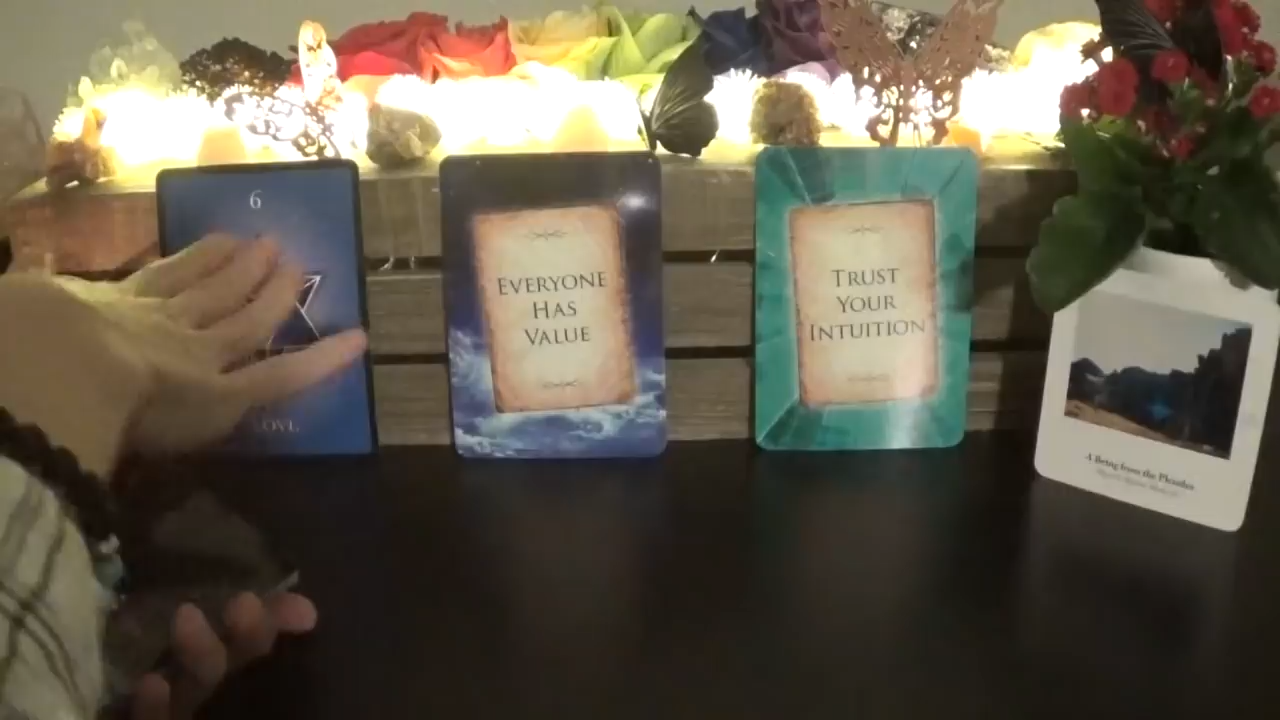 6
LOVE
EVERYONE
HAS
VALUE
TRUST
YOUR
INTUITION
A Being from the Pleiades